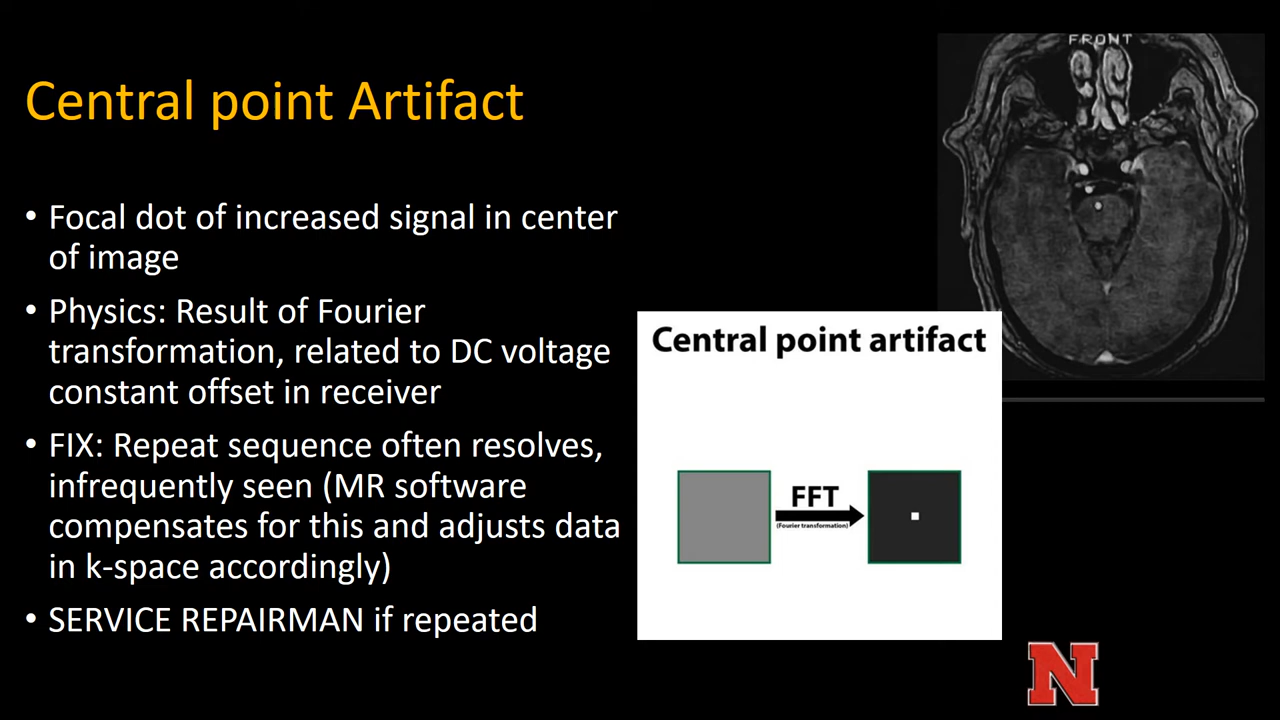 Central point Artifact
• Focal dot of increased signal in center
of image
• Physics: Result of Fourier
transformation, related to DC voltage
constant offset in receiver
• FIX: Repeat sequence often resolves,
infrequently seen (MR software
compensates for this and adjusts data
in k-space accordingly)
• SERVICE REPAIRMAN if repeated
FRONT
Central point artifact
FFT
(Fourier transformation)
N